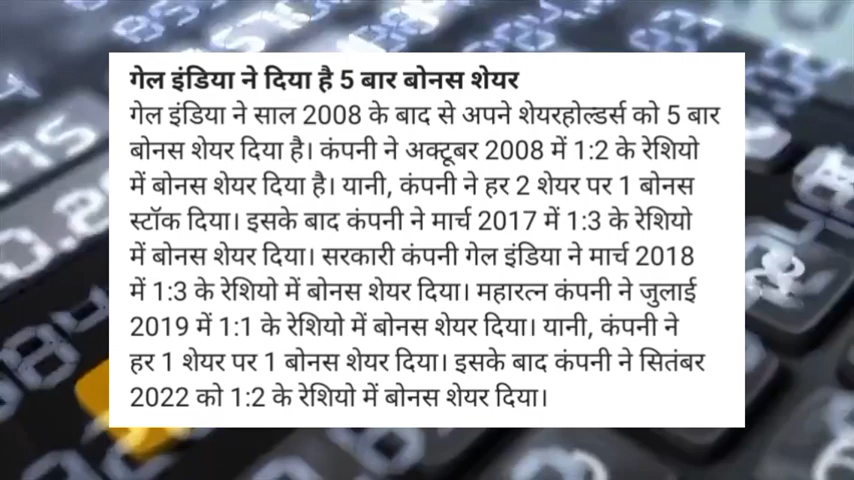 गेल इंडिया ने दिया है 5 बार बोनस शेयर
गेल इंडिया ने साल 2008 के बाद से अपने शेयरहोल्डर्स को 5 बार
बोनस शेयर दिया है। कंपनी ने अक्टूबर 2008 में 1:2 के रेशियो
में बोनस शेयर दिया है। यानी, कंपनी ने हर 2 शेयर पर 1 बोनस
स्टॉक दिया। इसके बाद कंपनी ने मार्च 2017 में 1:3 के रेशियो
में बोनस शेयर दिया। सरकारी कंपनी गेल इंडिया ने मार्च 2018
में 1:3 के रेशियो में बोनस शेयर दिया। महारत्न कंपनी ने जुलाई
2019 में 1:1 के रेशियो में बोनस शेयर दिया। यानी, कंपनी ने
हर 1 शेयर पर 1 बोनस शेयर दिया। इसके बाद कंपनी ने सितंबर
2022 को 1:2 के रेशियो में बोनस शेयर दिया।